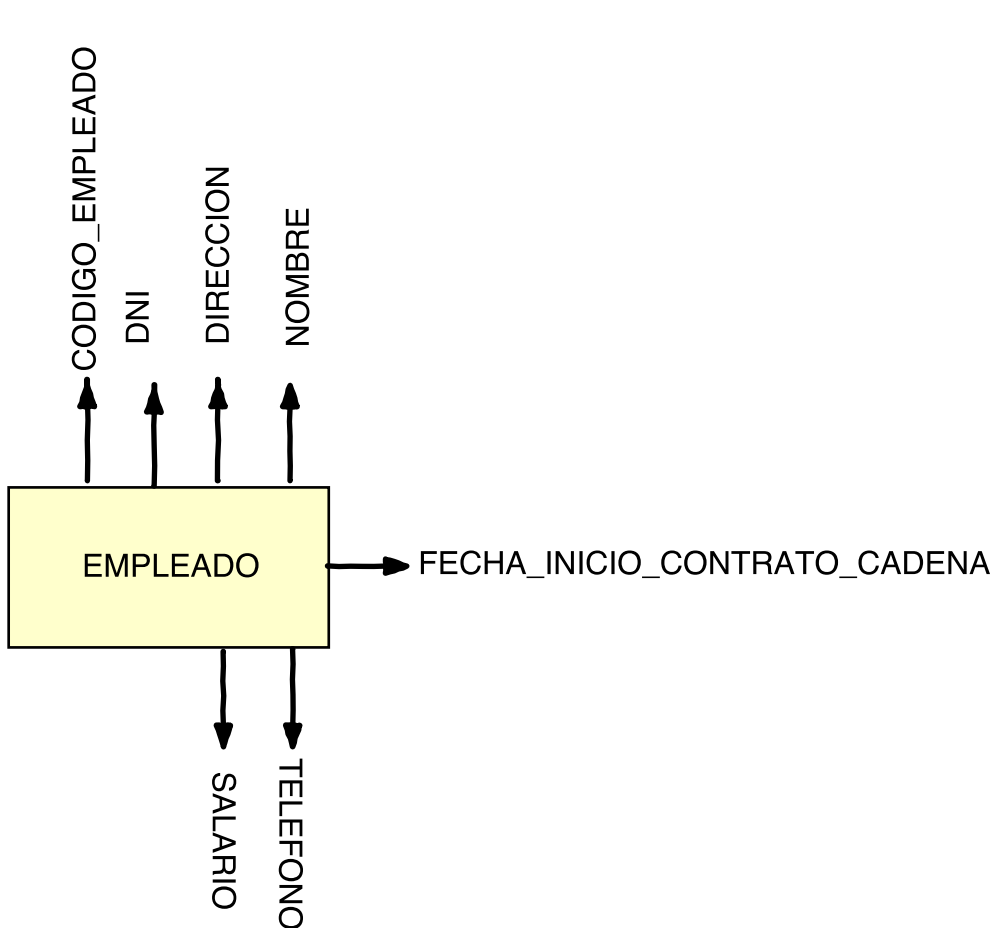 CODIGO_EMPLEADO
DNI
DIRECCION
NOMBRE
EMPLEADO
FECHA_INICIO_CONTRATO_CADENA
SALARIO
TELEFONO